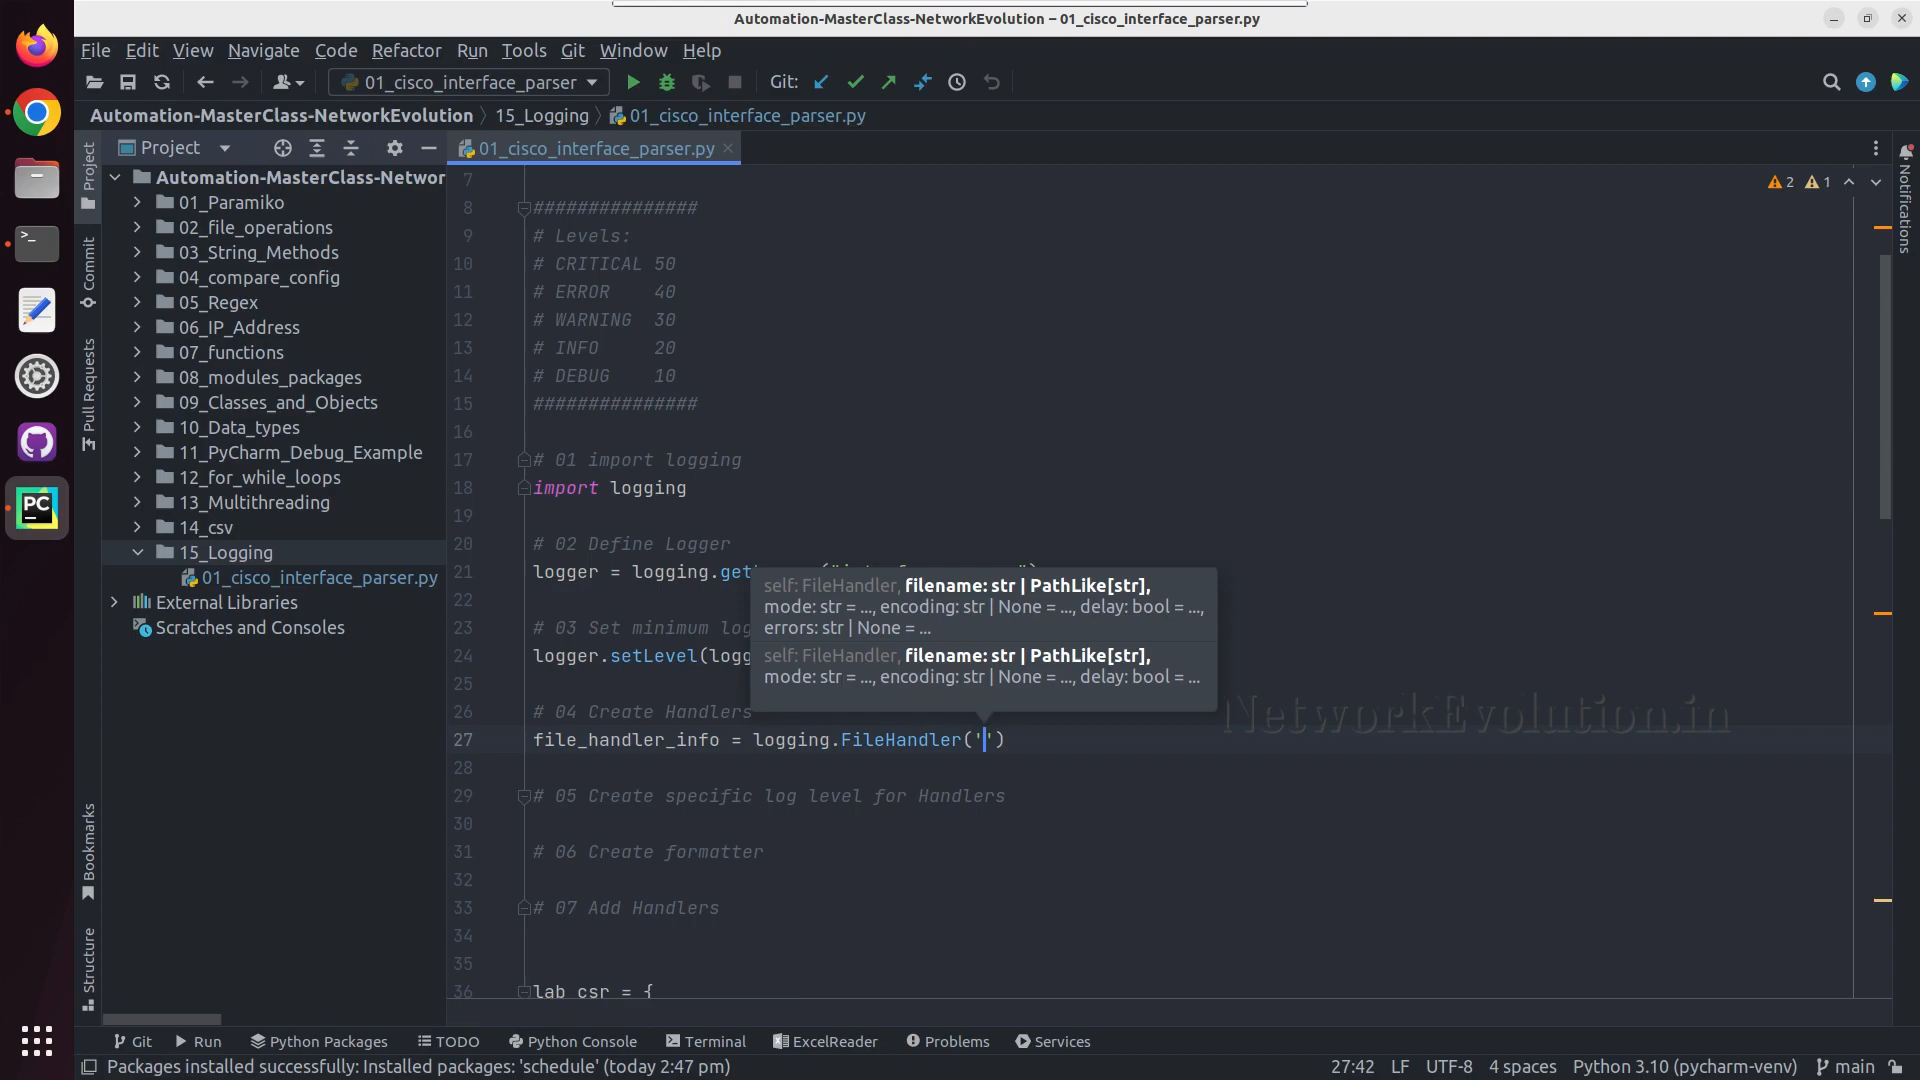 Automation-MasterClass-NetworkEvolution – 01_cisco_interface_parser.py
File Edit View Navigate Code Refactor Run Tools Git Window Help
01_cisco_interface_parser Git:
Automation-MasterClass-NetworkEvolution 15_Logging 01_cisco_interface_parser.py
Project
01_cisco_interface_parser.py
Project
Commit
Pull Requests
Bookmarks
Structure
Notifications
Automation-MasterClass-Networ
01_Paramiko
02_file_operations
03_String_Methods
04_compare_config
05_Regex
06_IP_Address
07_functions
08_modules_packages
09_Classes_and_Objects
10_Data_types
11_PyCharm_Debug_Example
12_for_while_loops
13_Multithreading
14_csv
15_Logging
01_cisco_interface_parser.py
External Libraries
Scratches and Consoles
2 1
7
8 ###############
9 # Levels:
10 # CRITICAL 50
11 # ERROR 40
12 # WARNING 30
13 # INFO 20
14 # DEBUG 10
15 ###############
16
17 # 01 import logging
18 import logging
19
20 # 02 Define Logger
21 logger = logging.get
22
23 # 03 Set minimum log
24 logger.setLevel(logg
25
26 # 04 Create Handlers
27 file_handler_info = logging.FileHandler('')
28
29 # 05 Create specific log level for Handlers
30
31 # 06 Create formatter
32
33 # 07 Add Handlers
34
35
36 lab_csr = {
self: FileHandler, filename: str | PathLike[str],
mode: str = ..., encoding: str | None = ..., delay: bool = ...,
errors: str | None = ...
self: FileHandler, filename: str | PathLike[str],
mode: str = ..., encoding: str | None = ..., delay: bool = ...
NetworkEvolution.in
Git Run Python Packages TODO Python Console Terminal ExcelReader Problems Services
Packages installed successfully: Installed packages: 'schedule' (today 2:47 pm) 27:42 LF UTF-8 4 spaces Python 3.10 (pycharm-venv) main